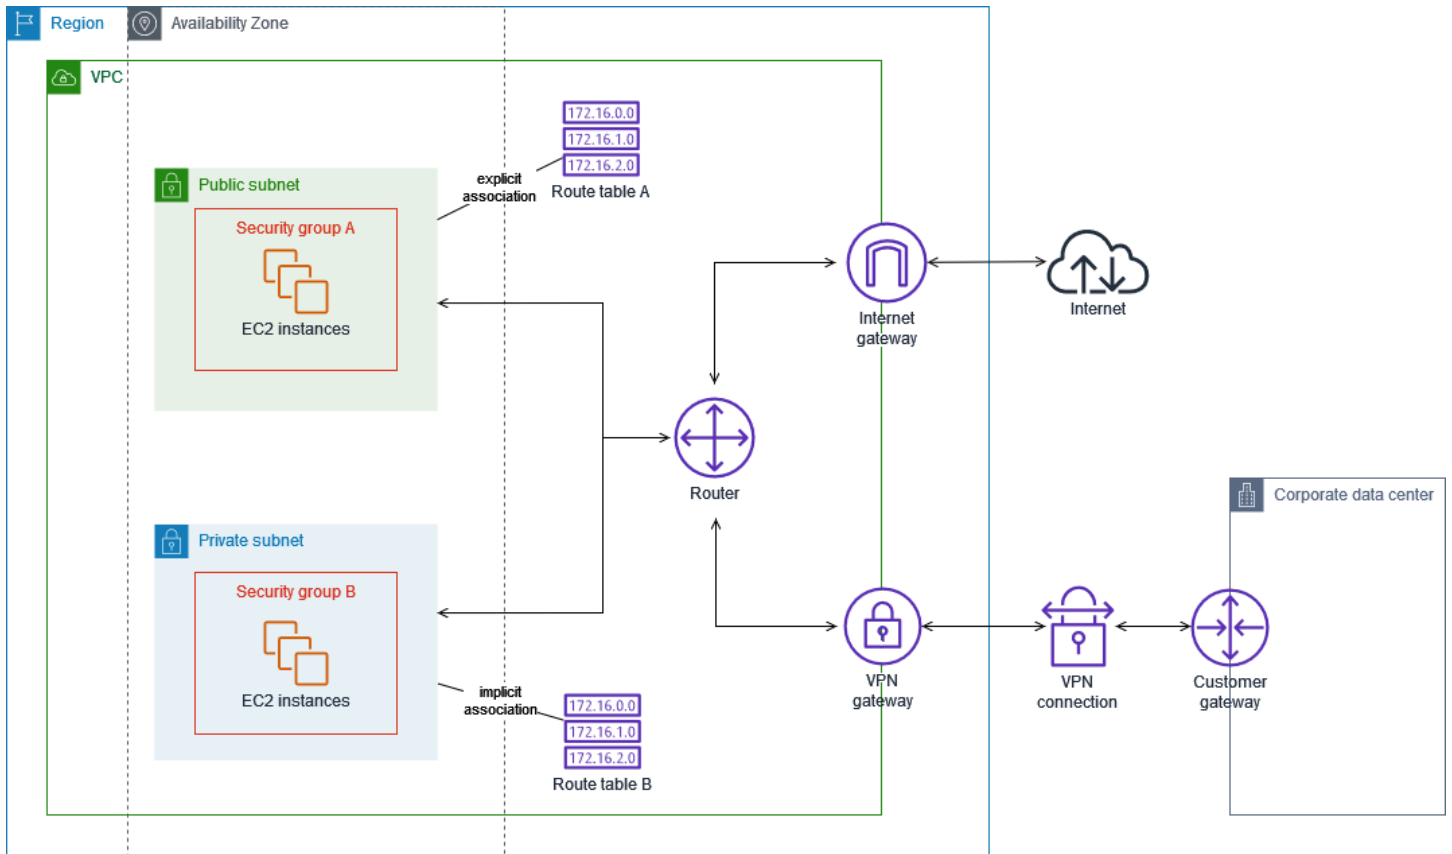 Region
Availability Zone
VPC
172.16.0.0
172.16.1.0
172.16.2.0
Route table A
explicit
association
Public subnet
Security group A
EC2 instances
Internet
gateway
Internet
Router
Corporate data center
Private subnet
Security group B
EC2 instances
VPN
gateway
VPN
connection
Customer
gateway
implicit
association
172.16.0.0
172.16.1.0
172.16.2.0
Route table B